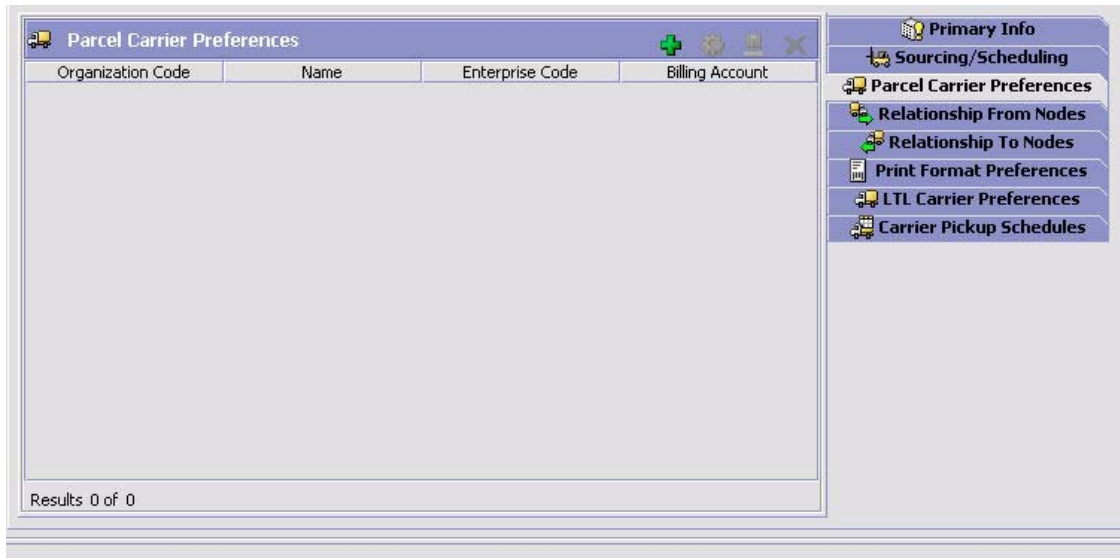 Parcel Carrier Preferences
Organization Code Name Enterprise Code Billing Account
Results 0 of 0
Primary Info
Sourcing/Scheduling
Parcel Carrier Preferences
Relationship From Nodes
Relationship To Nodes
Print Format Preferences
LTL Carrier Preferences
Carrier Pickup Schedules